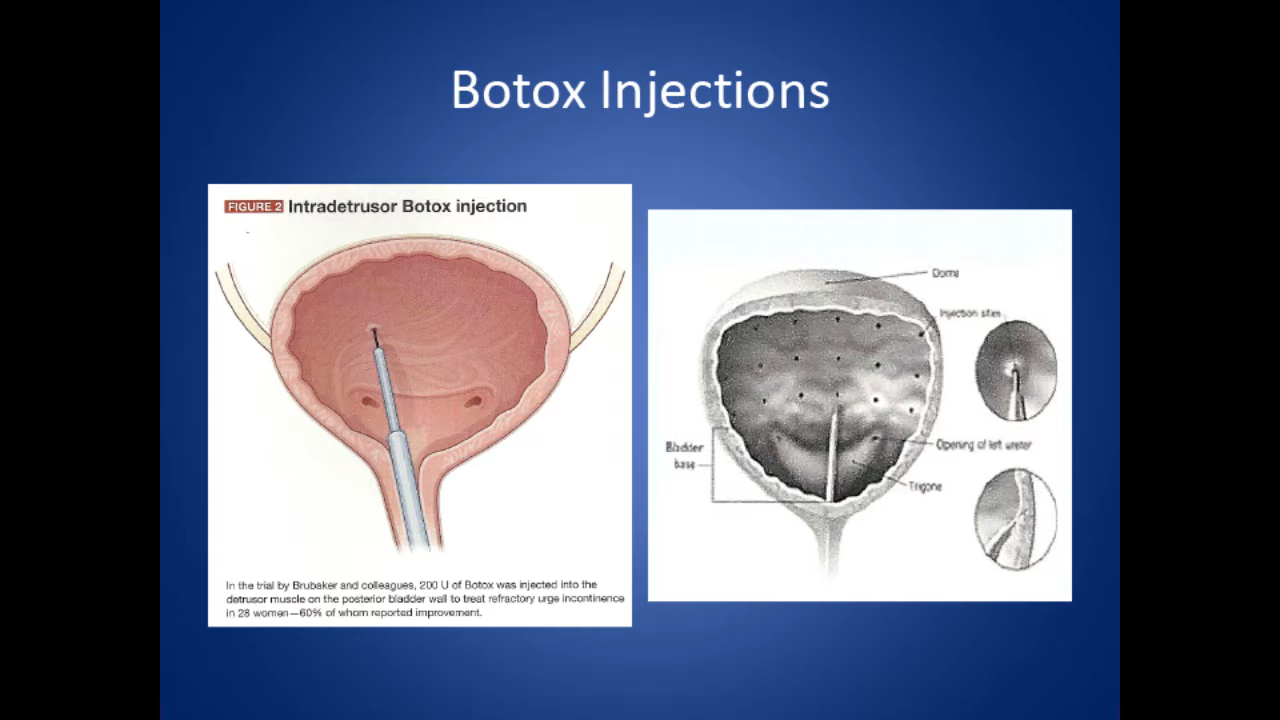 Botox Injections
FIGURE 2 Intradetrusor Botox injection
In the trial by Brubaker and colleagues, 200 U of Botox was injected into the
detrusor muscle on the posterior bladder wall to treat refractory urge incontinence
in 28 women—60% of whom reported improvement.
Dome
Injection sites
Bladder
base
Opening of left ureter
Trigone